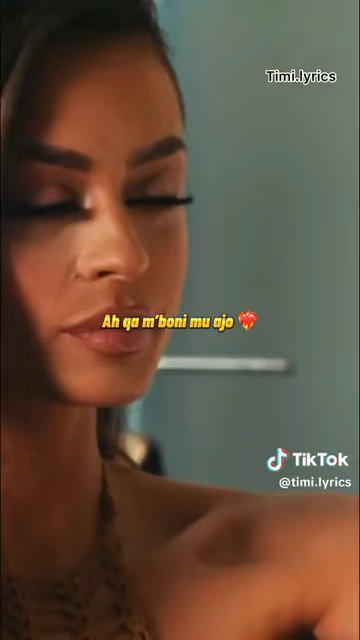 Timi.lyrics
Ah qa m'boni mu ajo ❤️‍🔥
TikTok
@timi.lyrics